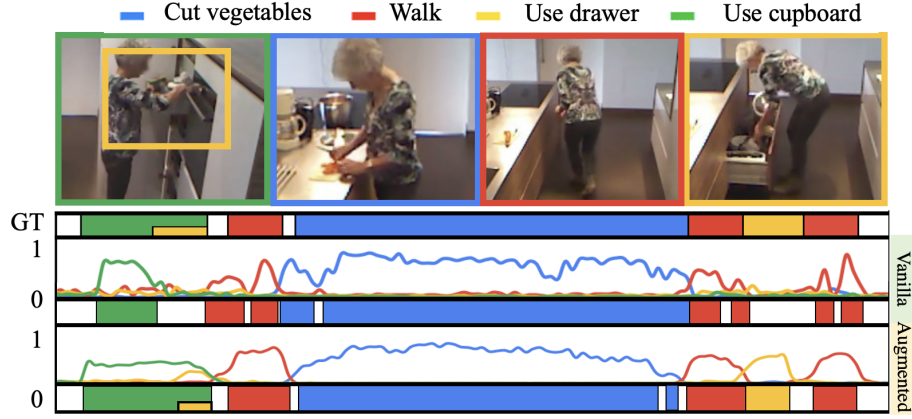 Cut vegetables Walk Use drawer Use cupboard
GT
1
0
Vanilla
1
0
Augmented